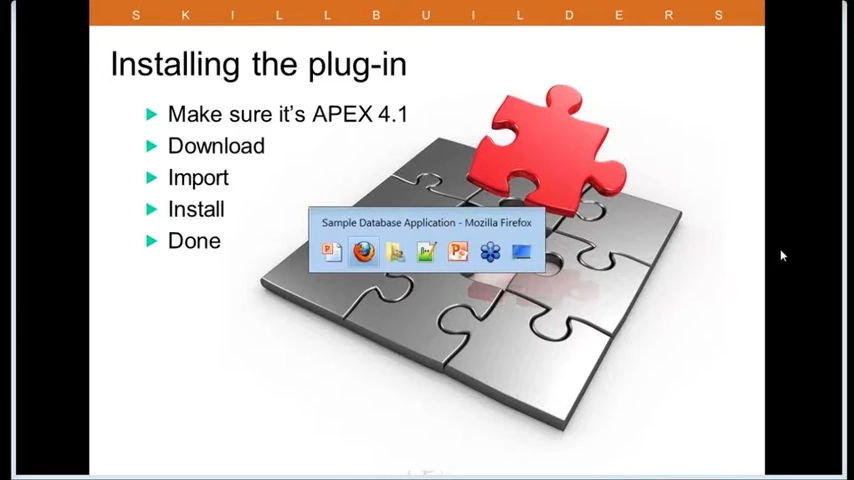 S K I L L B U I L D E R S
Installing the plug-in
Make sure it's APEX 4.1
Download
Import
Install
Done
Sample Database Application - Mozilla Firefox